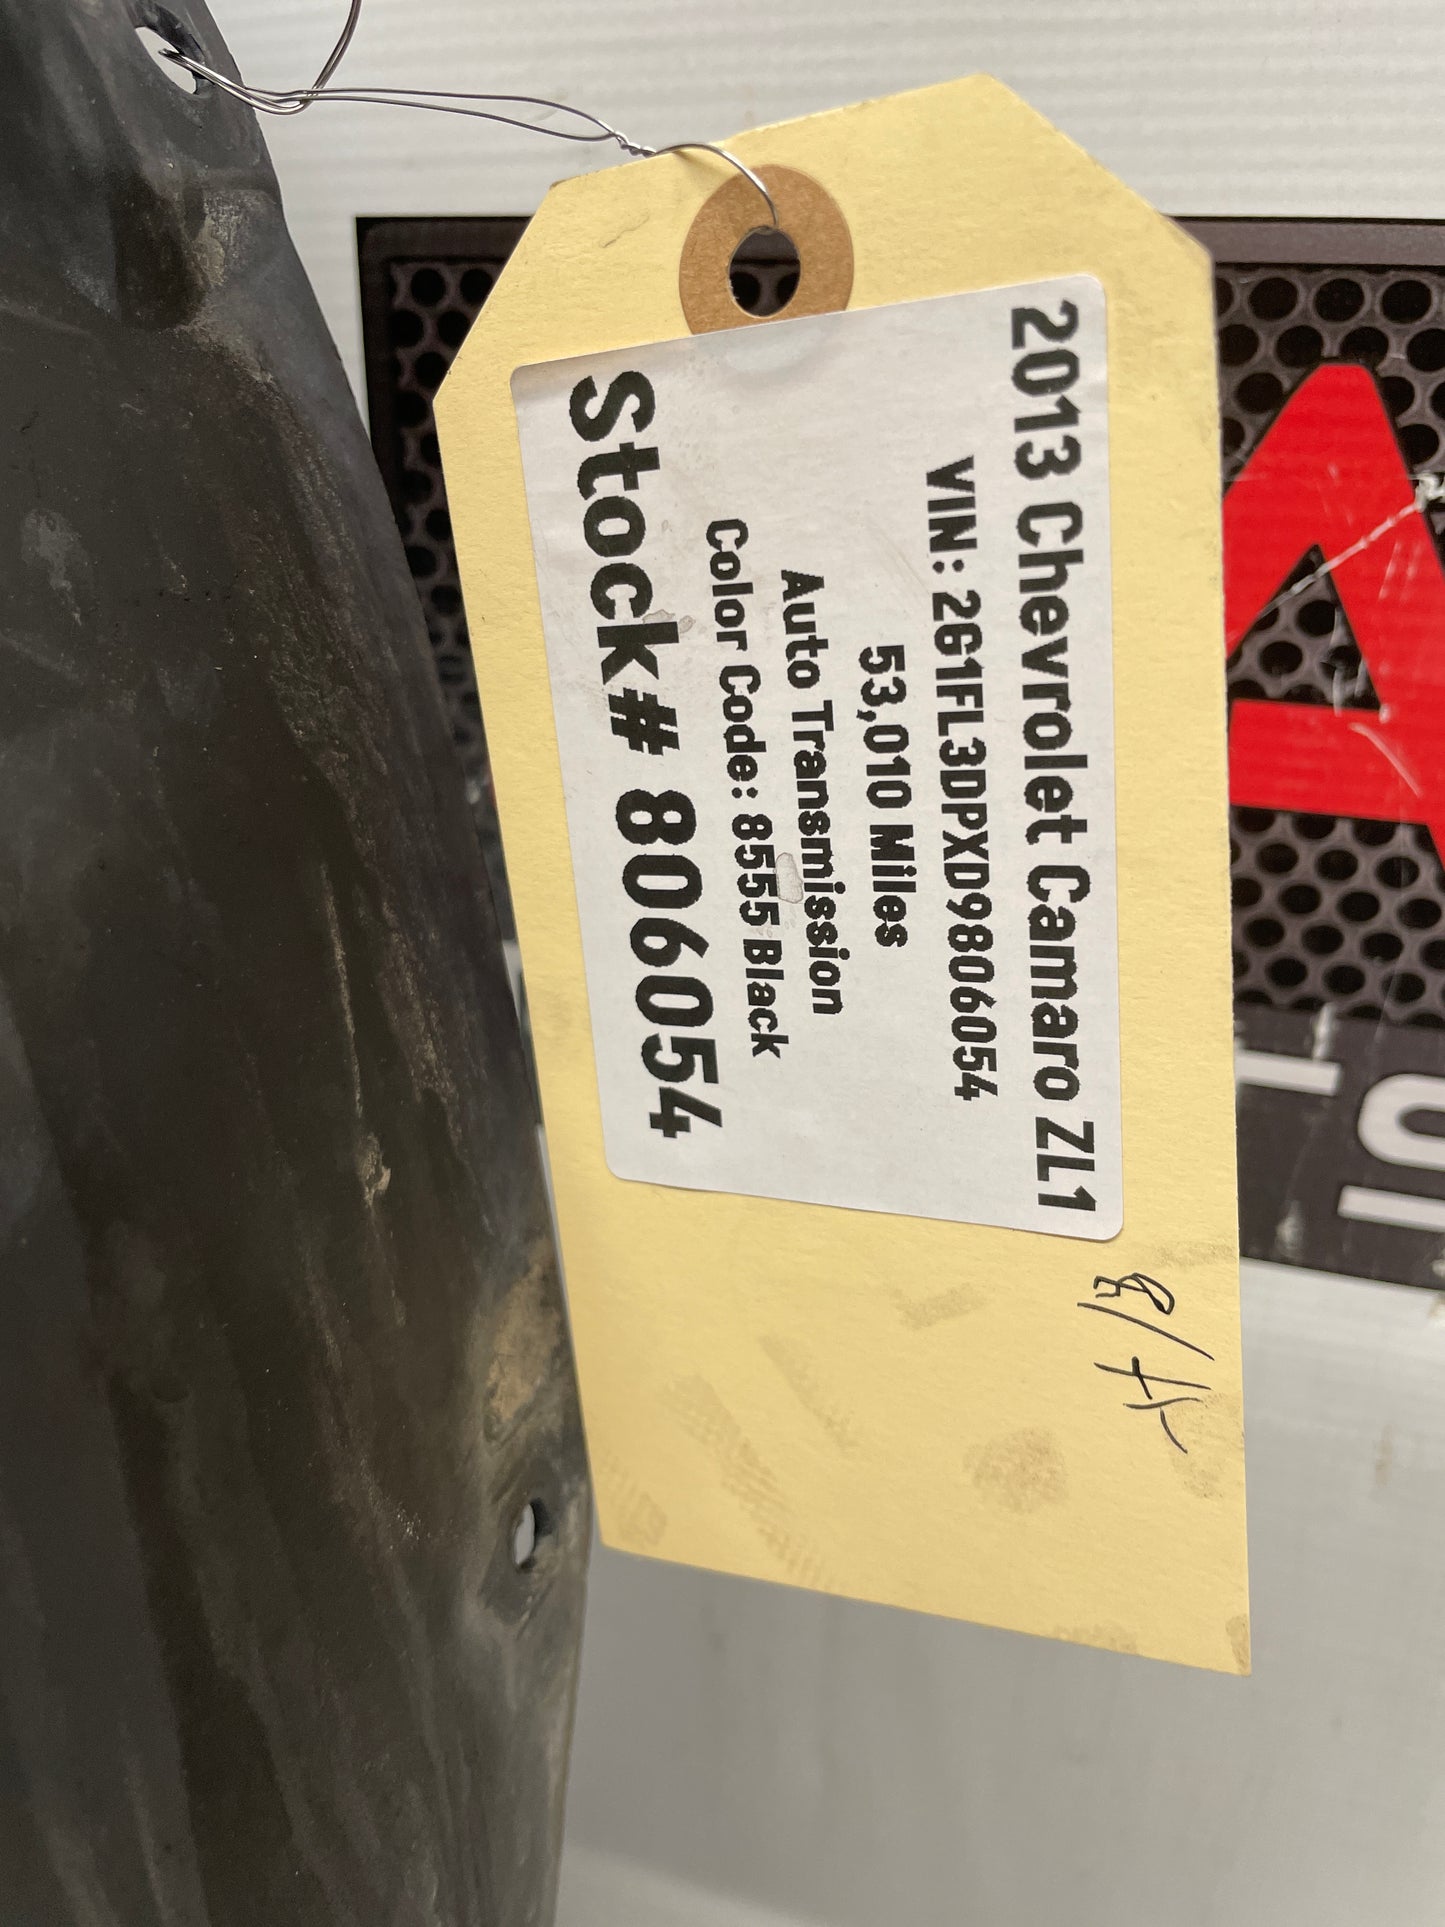 2013 Chevrolet Camaro ZL1
VIN: 2G1FL3DPXD9806054
53,010 Miles
Auto Transmission
Color Code: 8555 Black
Stock# 806054